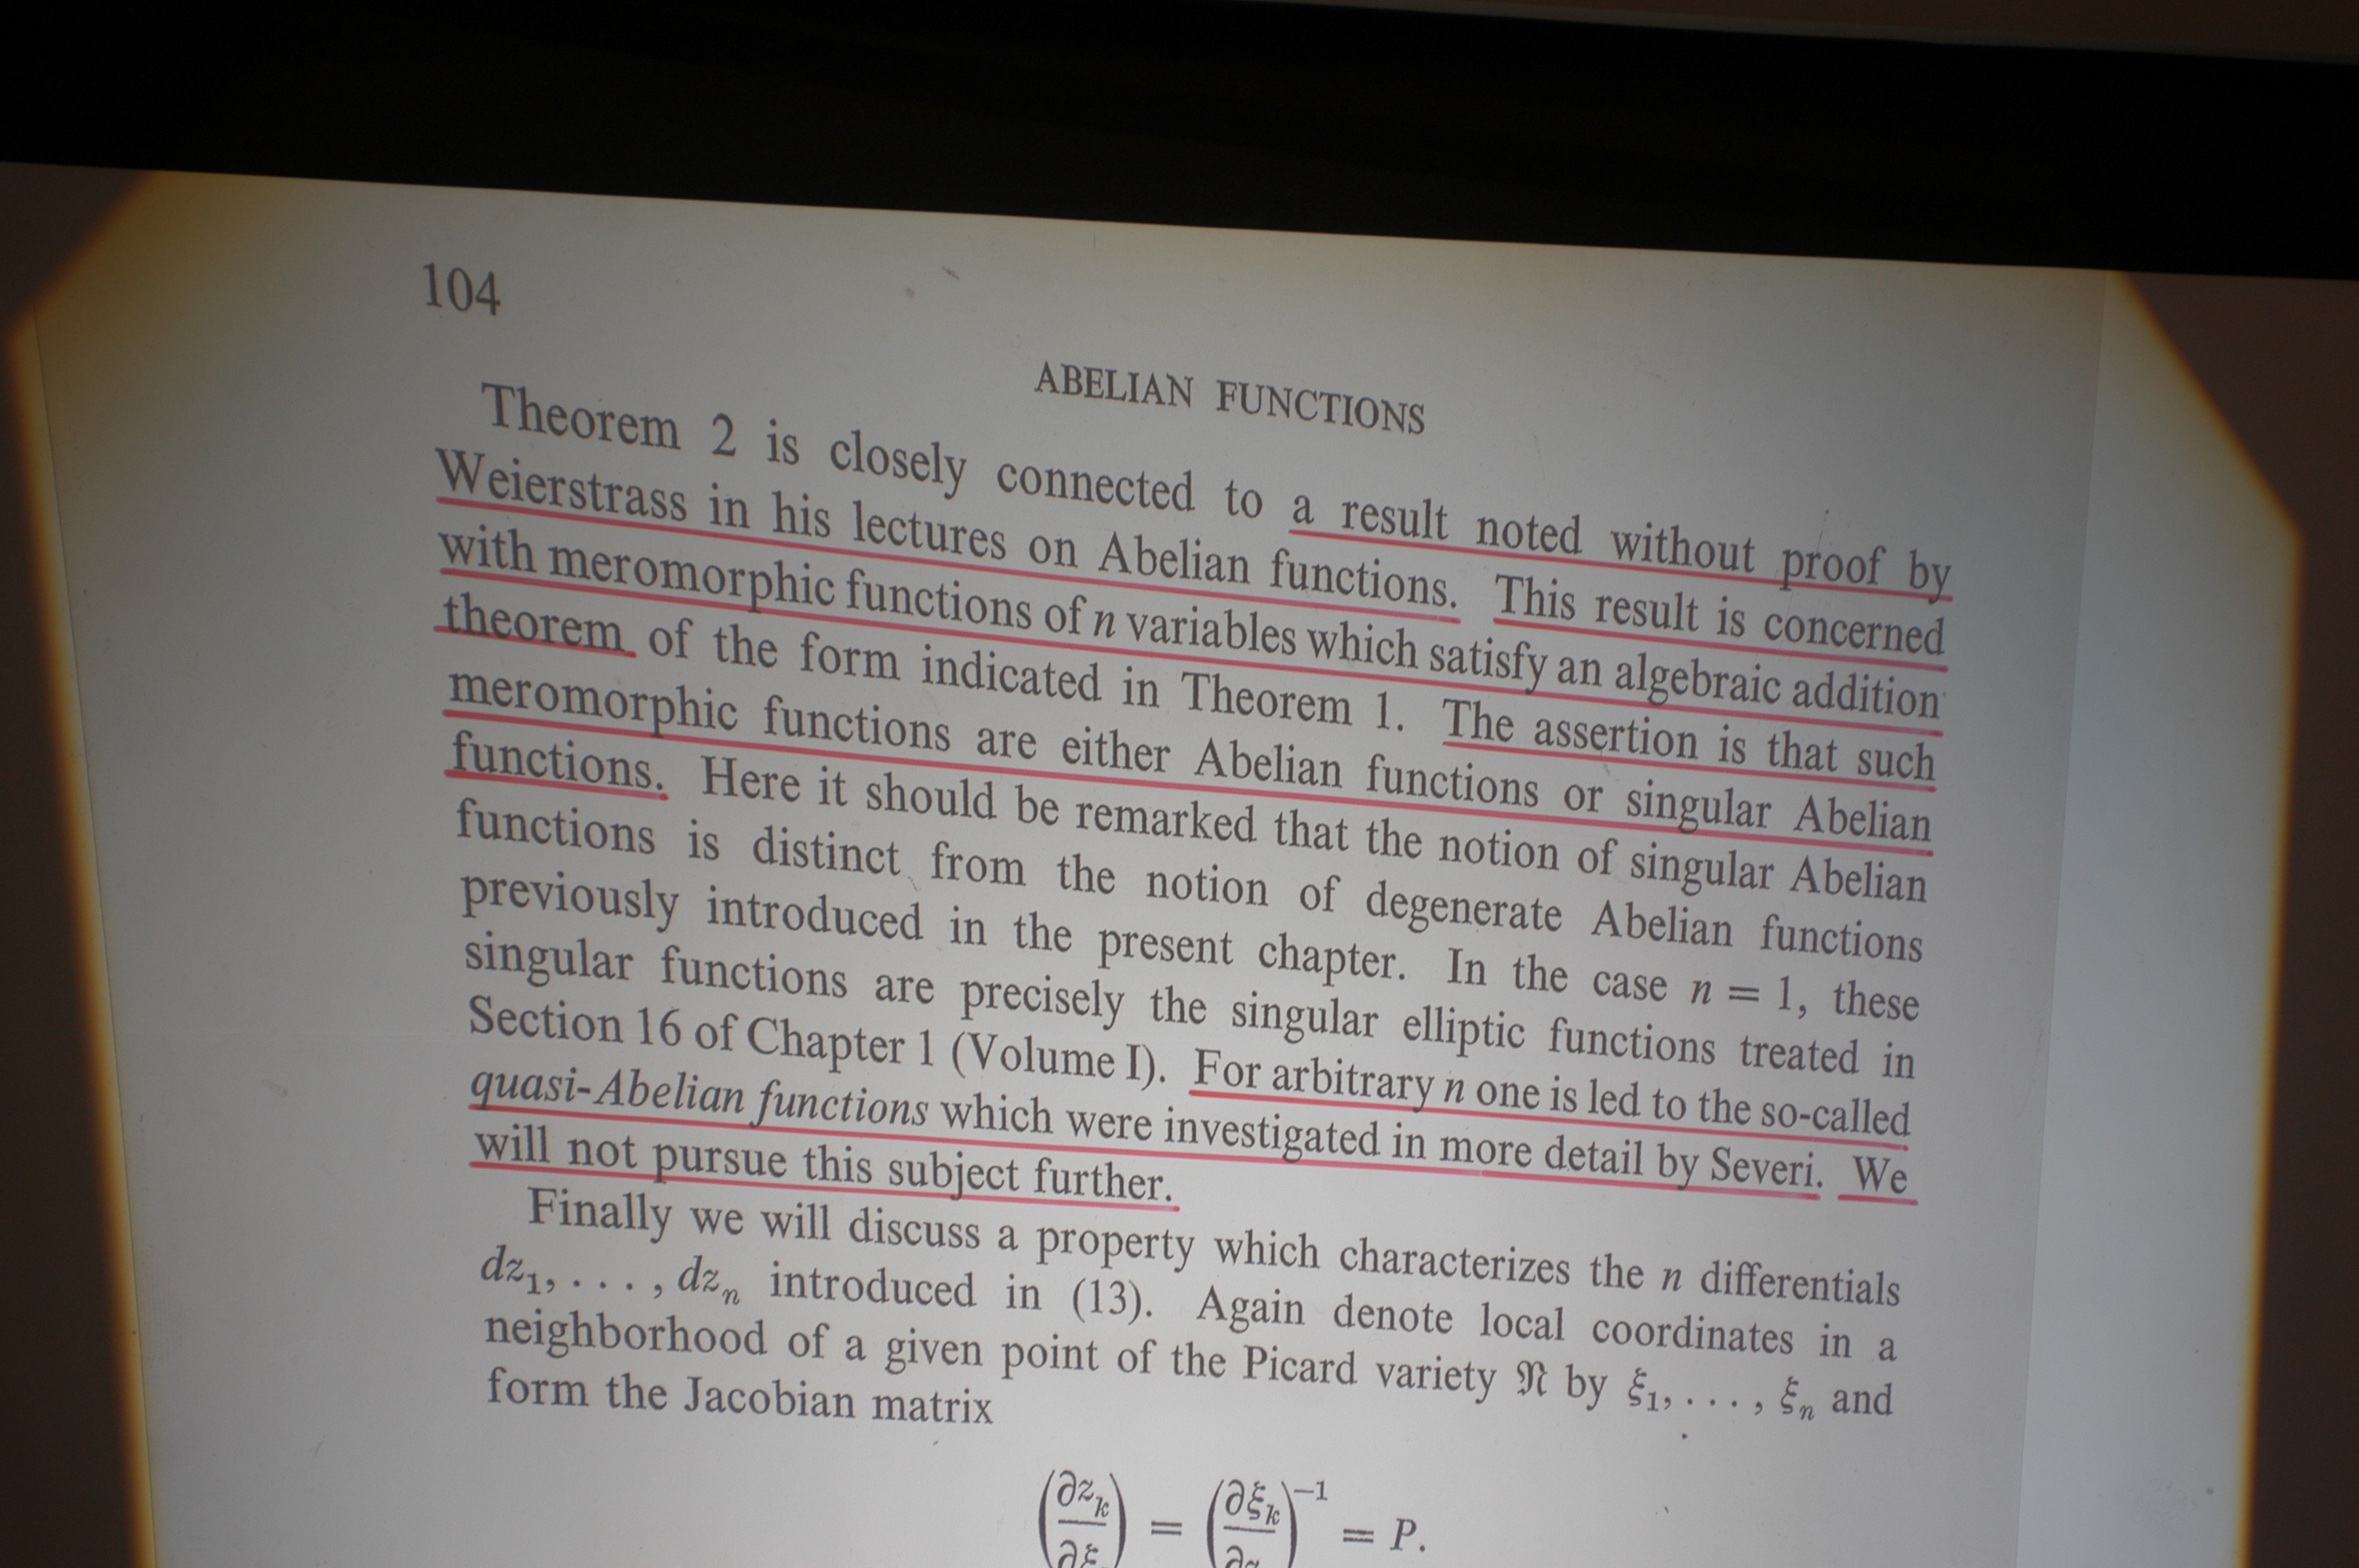 104
ABELIAN FUNCTIONS
Theorem 2 is closely connected to a result noted without proof by
Weierstrass in his lectures on Abelian functions. This result is concerned
with meromorphic functions of n variables which satisfy an algebraic addition
theorem of the form indicated in Theorem 1. The assertion is that such
meromorphic functions are either Abelian functions or singular Abelian
functions. Here it should be remarked that the notion of singular Abelian
functions is distinct from the notion of degenerate Abelian functions
previously introduced in the present chapter. In the case n = 1, these
singular functions are precisely the singular elliptic functions treated in
Section 16 of Chapter 1 (Volume I). For arbitrary n one is led to the so-called
quasi-Abelian functions which were investigated in more detail by Severi. We
will not pursue this subject further.
Finally we will discuss a property which characterizes the n differentials
dz₁, . . . , dzₙ introduced in (13). Again denote local coordinates in a
neighborhood of a given point of the Picard variety 𝔑 by ξ₁, . . . , ξₙ and
form the Jacobian matrix
(∂zₖ/∂ξ) = (∂ξₖ/∂z)⁻¹ = P.